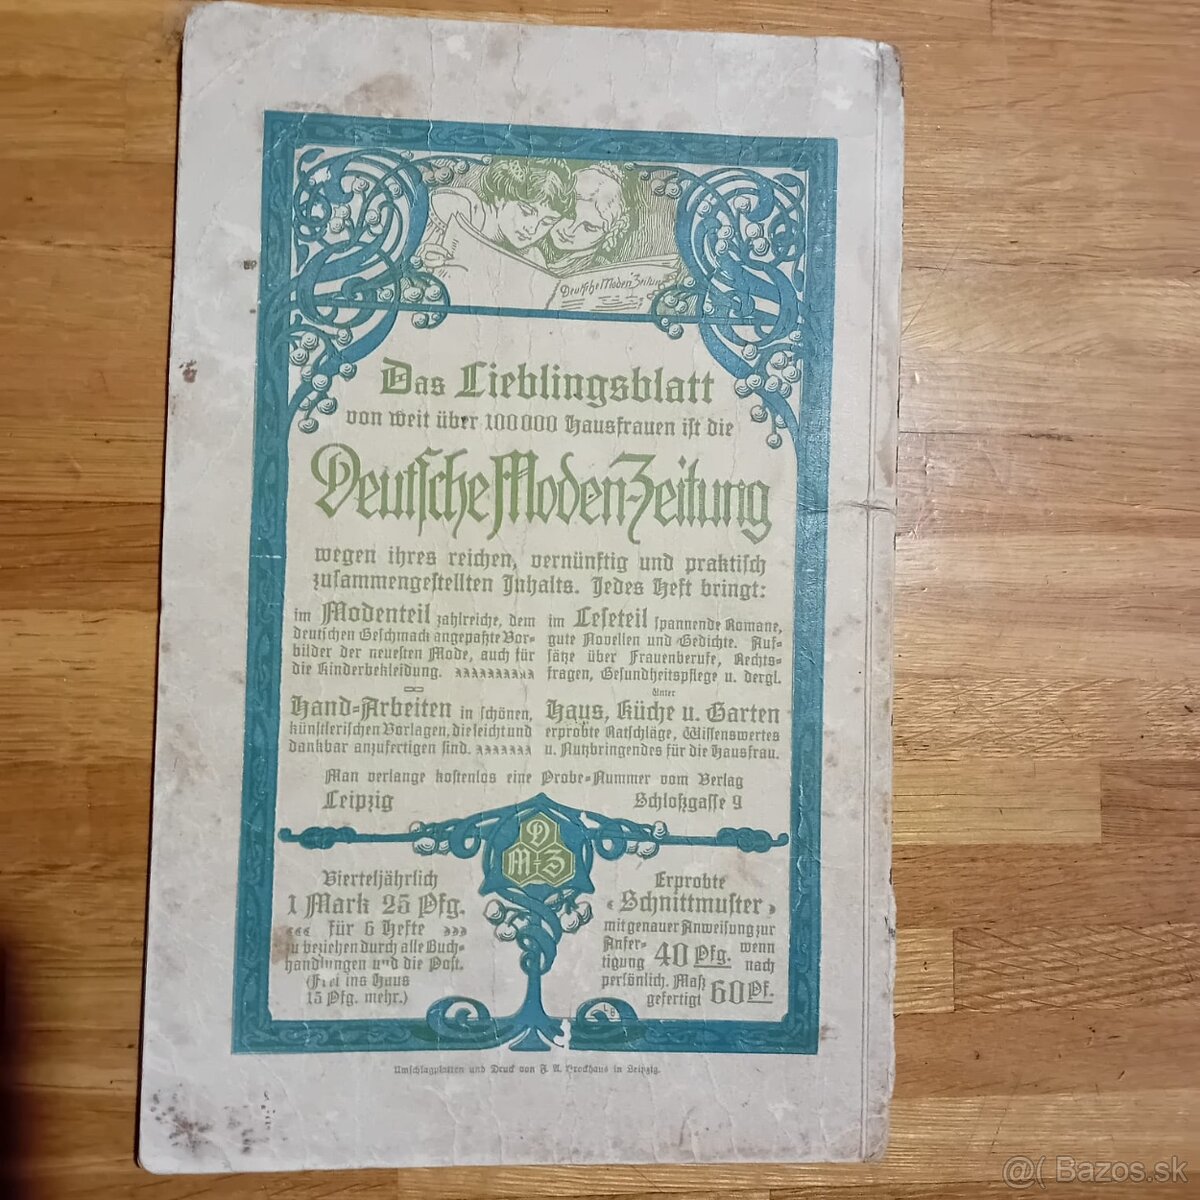 Deutsche Moden-Zeitung
Das Lieblingsblatt
von weit über 100000 Hausfrauen ist die
Deutsche Moden-Zeitung
wegen ihres reichen, vernünftig und praktisch
zusammengestellten Inhalts. Jedes Heft bringt:
im Modenteil zahlreiche, dem
deutschen Geschmack angepaßte Vor-
bilder der neuesten Mode, auch für
die Kinderbekleidung.
Hand-Arbeiten in schönen,
künstlerischen Vorlagen, die leicht und
dankbar anzufertigen sind.
im Leseteil spannende Romane,
gute Novellen und Gedichte. Auf-
sätze über Frauenberufe, Rechts-
fragen, Gesundheitspflege u. dergl.
Unter
Haus, Küche u. Garten
erprobte Ratschläge, Wissenswertes
u. Nutzbringendes für die Hausfrau.
Man verlange kostenlos eine Probe-Nummer vom Verlag
Leipzig Schloßgasse 9
D
M-Z
Vierteljährlich
1 Mark 25 Pfg.
‹‹‹ für 6 Hefte ›››
zu beziehen durch alle Buch-
handlungen und die Post.
(Frei ins Haus
15 Pfg. mehr.)
Erprobte
‹ Schnittmuster ›
mit genauer Anweisung zur
Anfer-
tigung 40 Pfg. wenn
nach
persönlich. Maß
gefertigt 60 Pf.
LB
Umschlagplatten und Druck von F. A. Brockhaus in Leipzig.
@( Bazos.sk